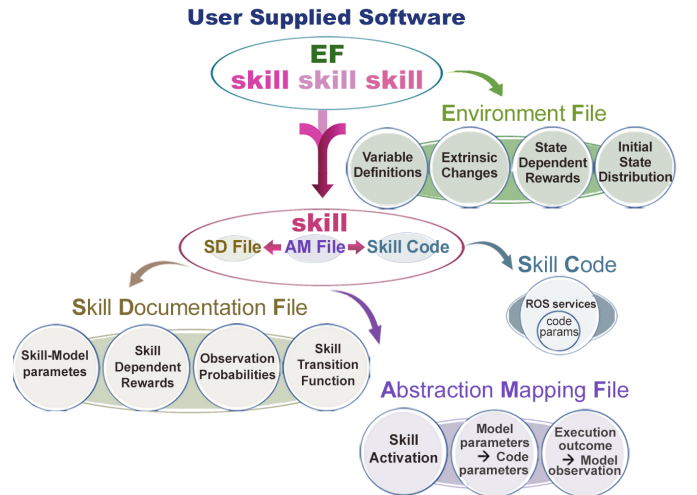 User Supplied Software
EF
skill skill skill
Environment File
Variable
Definitions
Extrinsic
Changes
State
Dependent
Rewards
Initial
State
Distribution
skill
SD File
AM File
Skill Code
Skill Code
ROS services
code
params
Skill Documentation File
Skill-Model
parametes
Skill
Dependent
Rewards
Observation
Probabilities
Skill
Transition
Function
Abstraction Mapping File
Skill
Activation
Model
parameters
→ Code
parameters
Execution
outcome
→ Model
observation